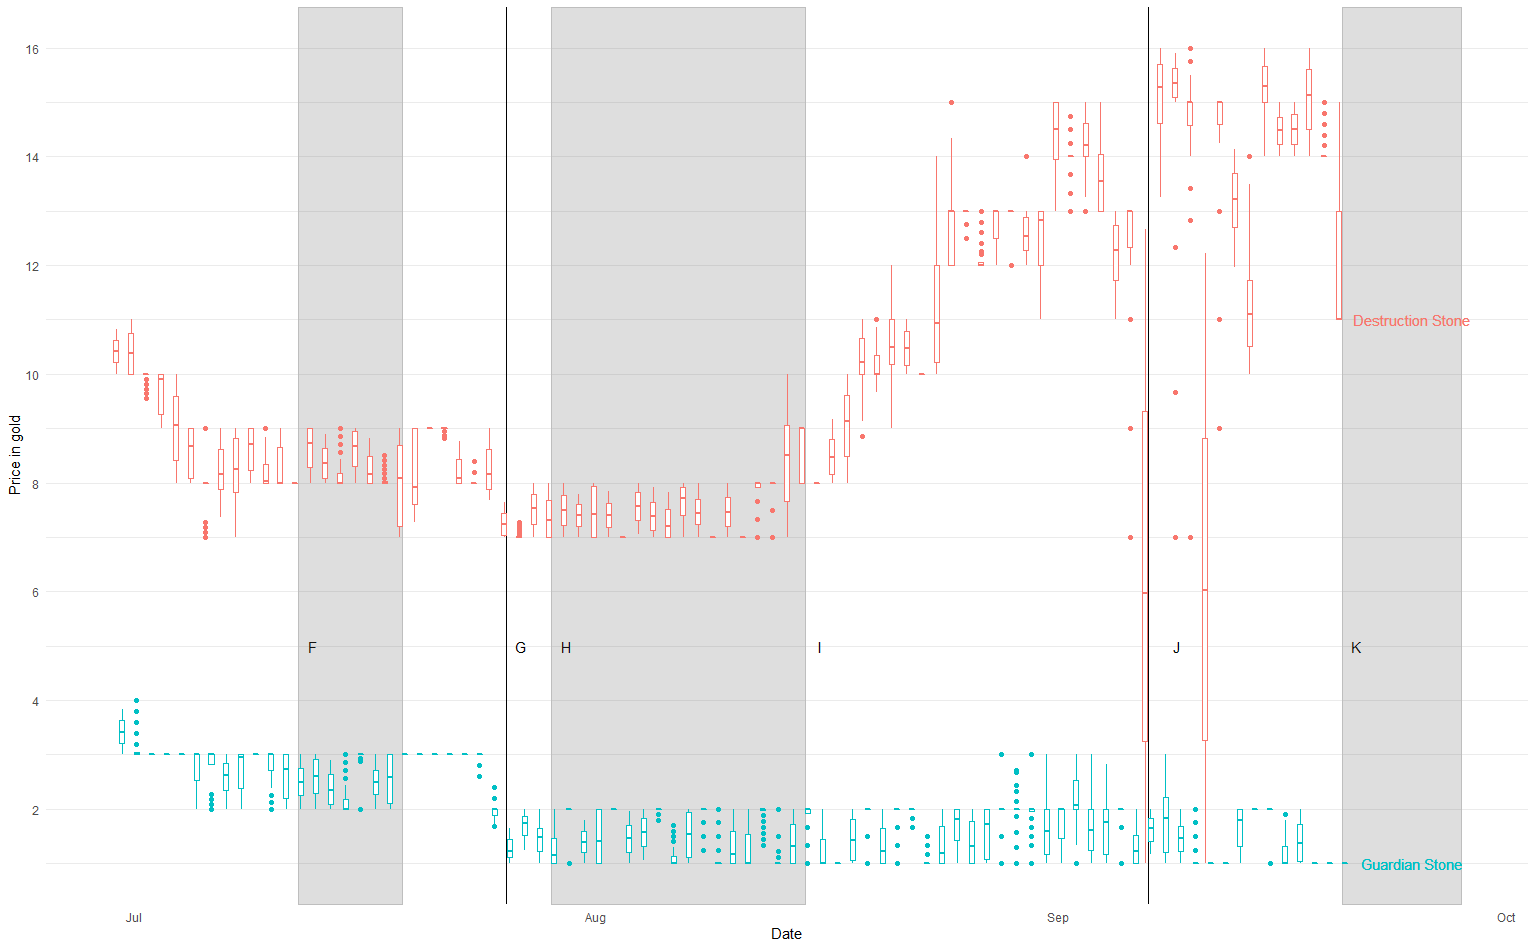 16
14
12
10
8
6
4
2
Price in gold
Destruction Stone
F
G
H
I
J
K
Guardian Stone
Jul
Aug
Sep
Oct
Date